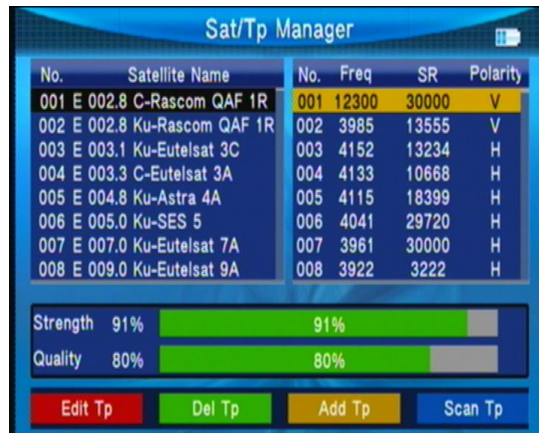 Sat/Tp Manager
No. Satellite Name
001 E 002.8 C-Rascom QAF 1R
002 E 002.8 Ku-Rascom QAF 1R
003 E 003.1 Ku-Eutelsat 3C
004 E 003.3 C-Eutelsat 3A
005 E 004.8 Ku-Astra 4A
006 E 005.0 Ku-SES 5
007 E 007.0 Ku-Eutelsat 7A
008 E 009.0 Ku-Eutelsat 9A
No. Freq SR Polarity
001 12300 30000 V
002 3985 13555 V
003 4152 13234 H
004 4133 10668 H
005 4115 18399 H
006 4041 29720 H
007 3961 30000 H
008 3922 3222 H
Strength 91% 91%
Quality 80% 80%
Edit Tp Del Tp Add Tp Scan Tp